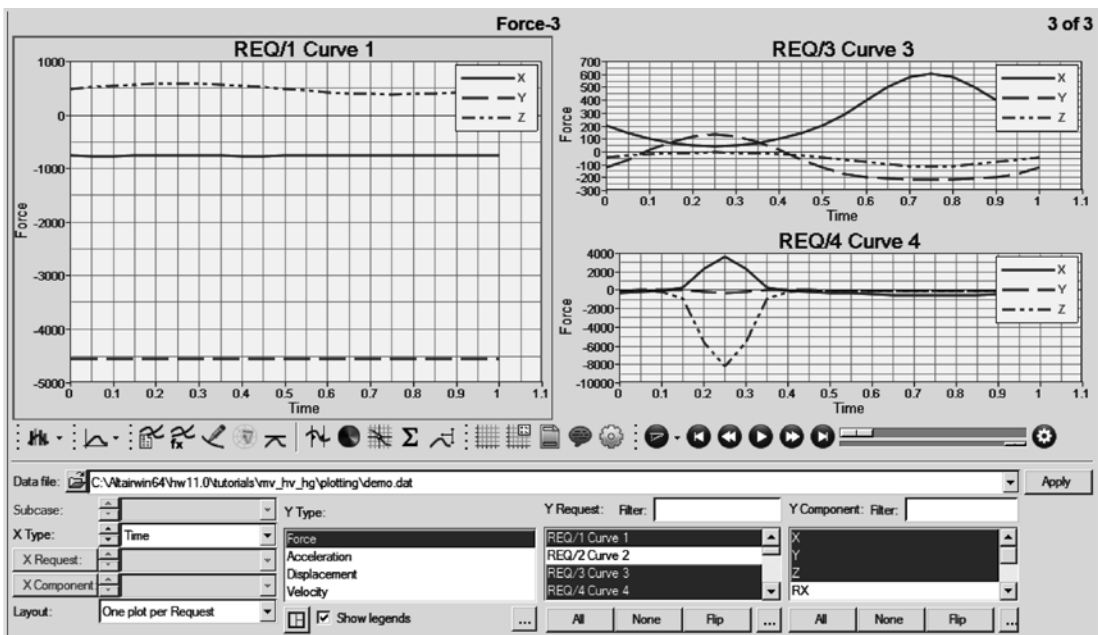 Force-3
3 of 3
REQ/1 Curve 1
1000
0
-1000
-2000
-3000
-4000
-5000
Force
X
Y
Z
0 0.1 0.2 0.3 0.4 0.5 0.6 0.7 0.8 0.9 1 1.1
Time
REQ/3 Curve 3
700
600
500
400
300
200
100
0
-100
-200
-300
Force
X
Y
Z
0 0.1 0.2 0.3 0.4 0.5 0.6 0.7 0.8 0.9 1 1.1
Time
REQ/4 Curve 4
4000
2000
0
-2000
-4000
-6000
-8000
-10000
Force
X
Y
Z
0 0.1 0.2 0.3 0.4 0.5 0.6 0.7 0.8 0.9 1 1.1
Time
fx
Σ
Data file: C:\Altairwin64\hw11.0\tutorials\mv_hv_hg\plotting\demo.dat Apply
Subcase:
X Type: Time
X Request:
X Component:
Layout: One plot per Request
Y Type:
Force
Acceleration
Displacement
Velocity
Show legends ...
Y Request: Filter:
REQ/1 Curve 1
REQ/2 Curve 2
REQ/3 Curve 3
REQ/4 Curve 4
All None Flip ...
Y Component: Filter:
X
Y
Z
RX
All None Flip ...